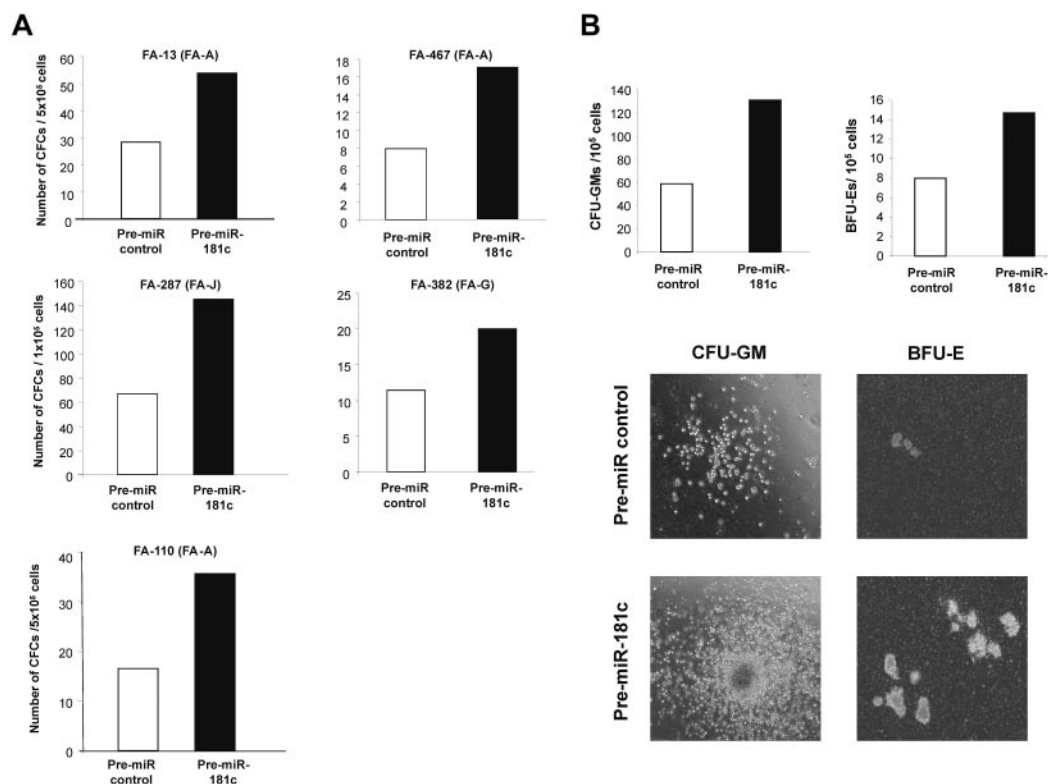 A
FA-13 (FA-A)
Number of CFCs / 5x10⁵ cells
60
50
40
30
20
10
0
Pre-miR control
Pre-miR-181c
FA-467 (FA-A)
18
16
14
12
10
8
6
4
2
0
Pre-miR control
Pre-miR-181c
FA-287 (FA-J)
Number of CFCs / 1x10⁵ cells
160
140
120
100
80
60
40
20
0
Pre-miR control
Pre-miR-181c
FA-382 (FA-G)
25
20
15
10
5
0
Pre-miR control
Pre-miR-181c
FA-110 (FA-A)
Number of CFCs /5x10⁵ cells
40
30
20
10
0
Pre-miR control
Pre-miR-181c
B
CFU-GMs /10⁵ cells
140
120
100
80
60
40
20
0
Pre-miR control
Pre-miR-181c
BFU-Es/ 10⁵ cells
16
14
12
10
8
6
4
2
0
Pre-miR control
Pre-miR-181c
CFU-GM
BFU-E
Pre-miR control
Pre-miR-181c